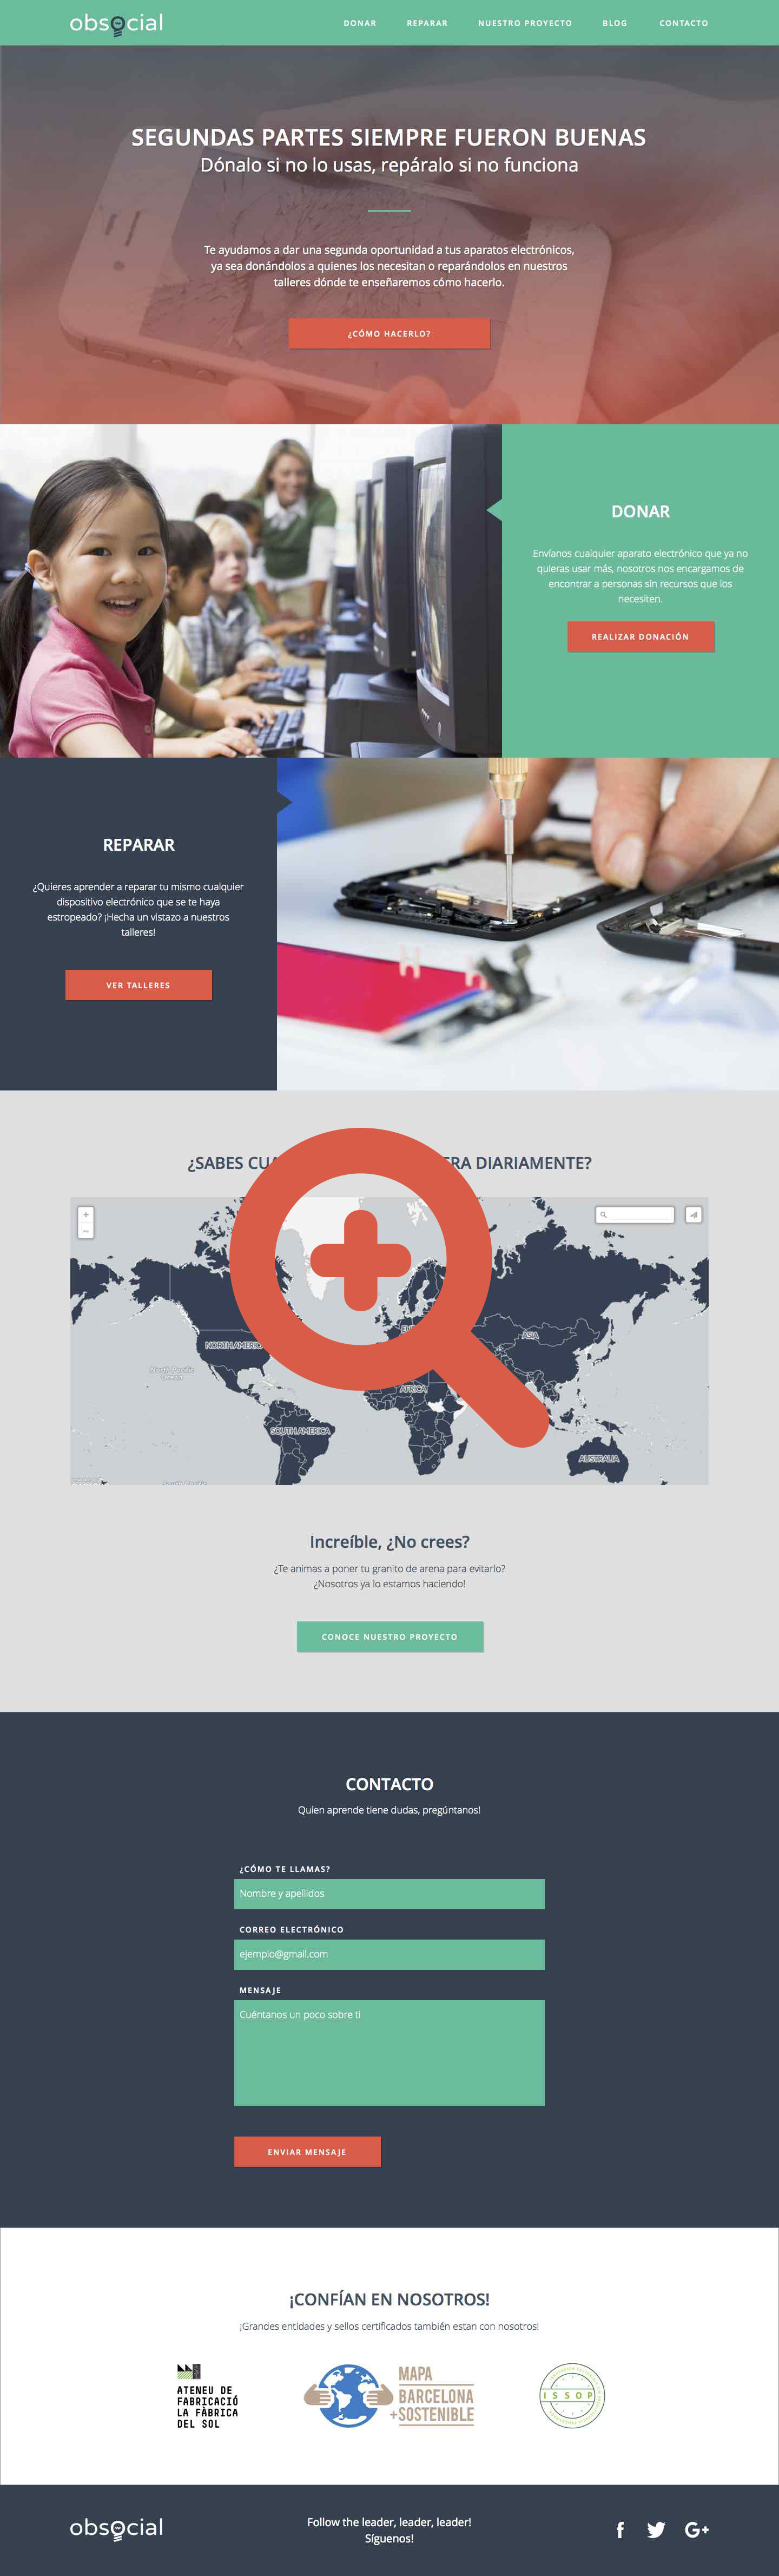 obsocial
DONAR
REPARAR
NUESTRO PROYECTO
BLOG
CONTACTO
SEGUNDAS PARTES SIEMPRE FUERON BUENAS
Dónalo si no lo usas, repáralo si no funciona
Te ayudamos a dar una segunda oportunidad a tus aparatos electrónicos,
ya sea donándolos a quienes los necesitan o reparándolos en nuestros
talleres dónde te enseñaremos cómo hacerlo.
¿CÓMO HACERLO?
DONAR
Envíanos cualquier aparato electrónico que ya no
quieras usar más, nosotros nos encargamos de
encontrar a personas sin recursos que los
necesiten.
REALIZAR DONACIÓN
REPARAR
¿Quieres aprender a reparar tu mismo cualquier
dispositivo electrónico que se te haya
estropeado? ¡Hecha un vistazo a nuestros
talleres!
VER TALLERES
¿SABES DIARIAMENTE?
NORTH AMERICA
ASIA
North Pacific
Ocean
AFRICA
SOUTH AMERICA
AUSTRALIA
Increíble, ¿No crees?
¿Te animas a poner tu granito de arena para evitarlo?
¡Nosotros ya lo estamos haciendo!
CONOCE NUESTRO PROYECTO
CONTACTO
Quien aprende tiene dudas, pregúntanos!
¿CÓMO TE LLAMAS?
Nombre y apellidos
CORREO ELECTRÓNICO
ejemplo@gmail.com
MENSAJE
Cuéntanos un poco sobre ti
ENVIAR MENSAJE
¡CONFÍAN EN NOSOTROS!
¡Grandes entidades y sellos certificados también estan con nosotros!
ATENEU DE
FABRICACIÓ
LA FÀBRICA
DEL SOL
MAPA
BARCELONA
+SOSTENIBLE
ISSOP
obsocial
Follow the leader, leader, leader!
Síguenos!